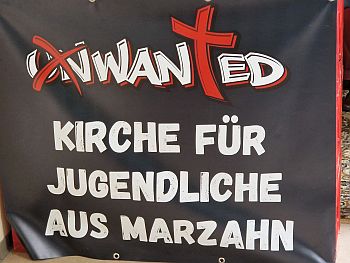 UNWANTED
KIRCHE FÜR
JUGENDLICHE
AUS MARZAHN